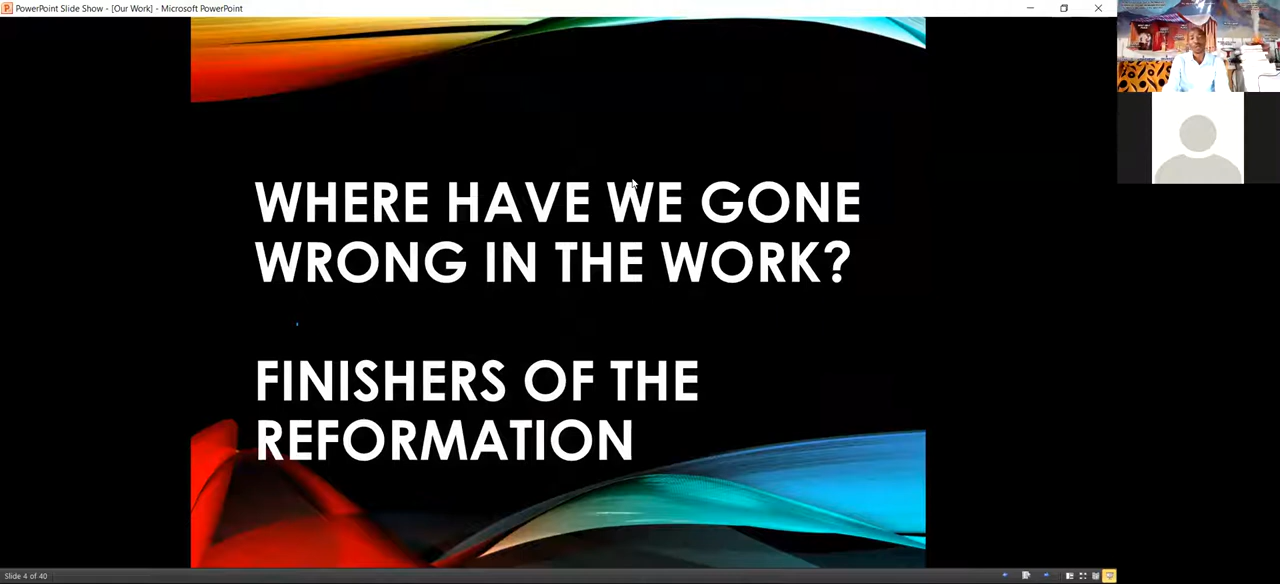 PowerPoint Slide Show - [Our Work] - Microsoft PowerPoint
WHERE HAVE WE GONE
WRONG IN THE WORK?
FINISHERS OF THE
REFORMATION
Slide 4 of 40